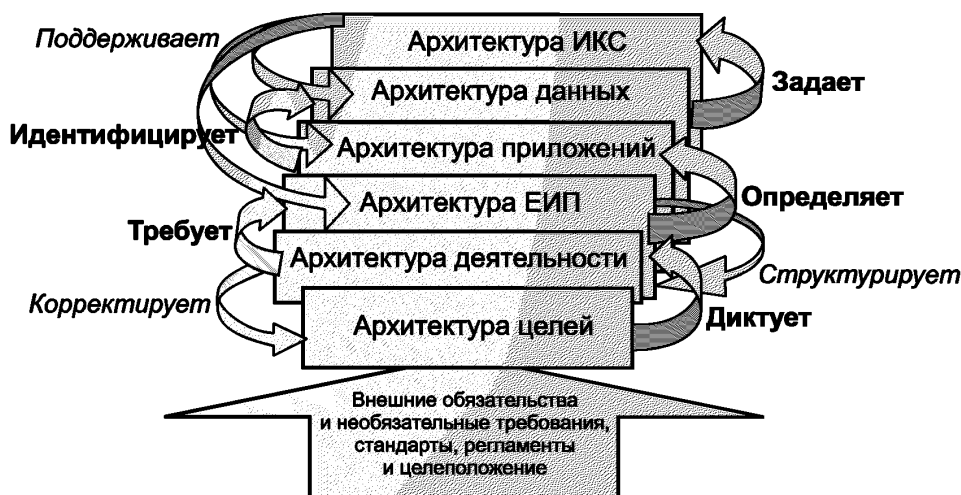 Поддерживает
Архитектура ИКС
Задает
Архитектура данных
Идентифицирует
Архитектура приложений
Определяет
Архитектура ЕИП
Требует
Архитектура деятельности
Структурирует
Корректирует
Диктует
Архитектура целей
Внешние обязательства
и необязательные требования,
стандарты, регламенты
и целеположение